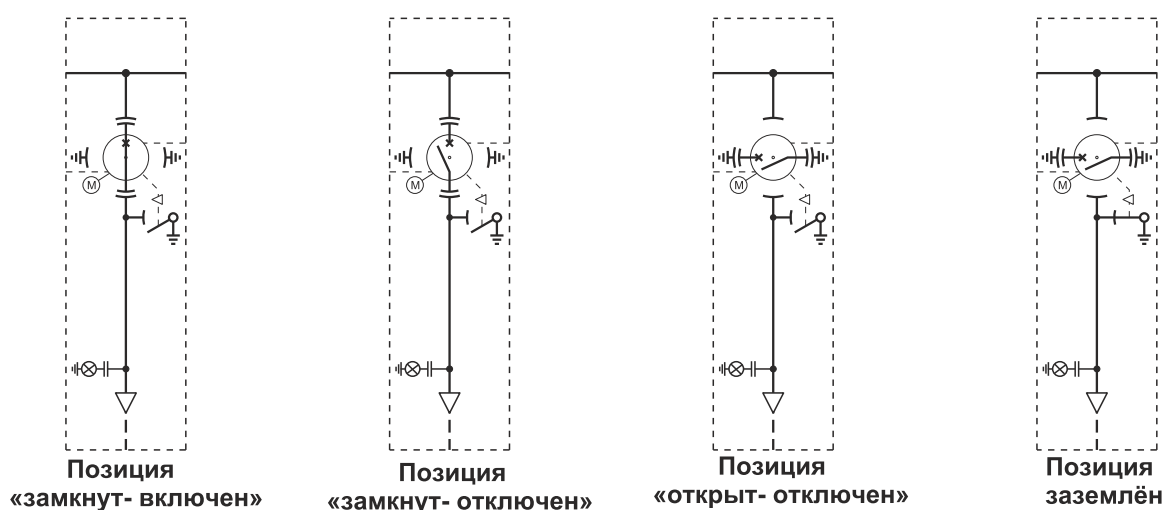 M
M
M
M
Позиция
«замкнут- включен»
Позиция
«замкнут- отключен»
Позиция
«открыт- отключен»
Позиция
заземлён